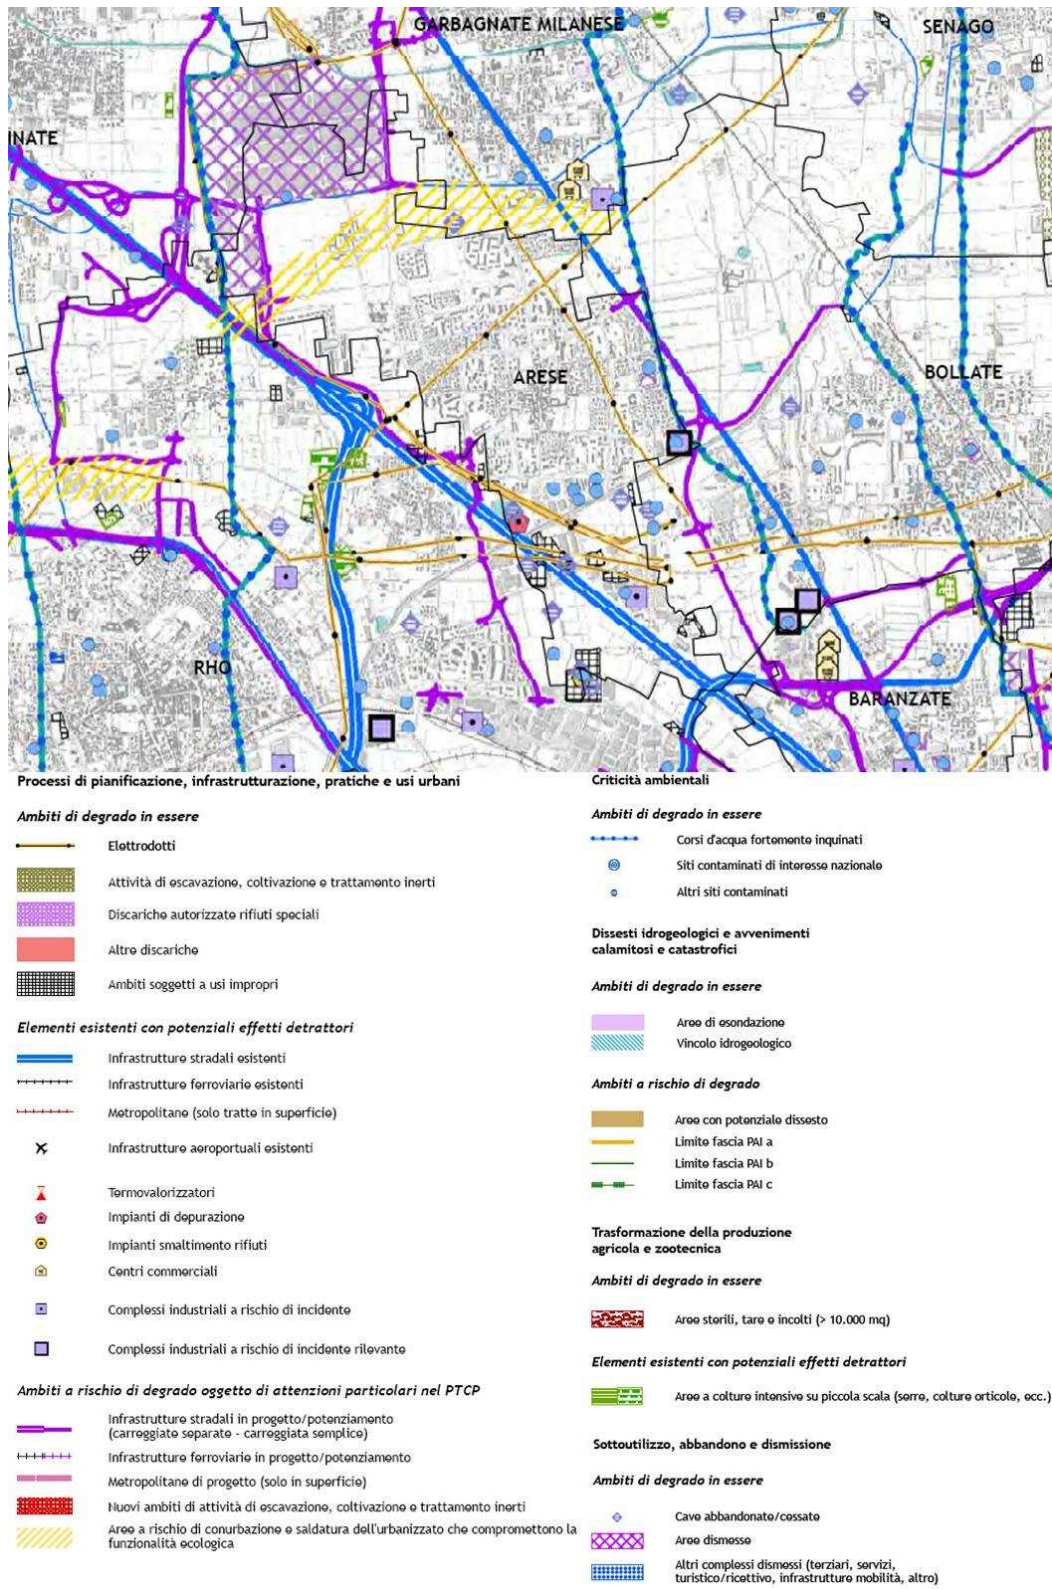 GARBAGNATE MILANESE
SENAGO
INATE
ARESE
BOLLATE
RHO
BARANZATE
Processi di pianificazione, infrastrutturazione, pratiche e usi urbani
Ambiti di degrado in essere
Elettrodotti
Attività di escavazione, coltivazione e trattamento inerti
Discariche autorizzate rifiuti speciali
Altre discariche
Ambiti soggetti a usi impropri
Elementi esistenti con potenziali effetti detrattori
Infrastrutture stradali esistenti
Infrastrutture ferroviarie esistenti
Metropolitane (solo tratte in superficie)
Infrastrutture aeroportuali esistenti
Termovalorizzatori
Impianti di depurazione
Impianti smaltimento rifiuti
Centri commerciali
Complessi industriali a rischio di incidente
Complessi industriali a rischio di incidente rilevante
Ambiti a rischio di degrado oggetto di attenzioni particolari nel PTCP
Infrastrutture stradali in progetto/potenziamento
(carreggiate separate - carreggiata semplice)
Infrastrutture ferroviarie in progetto/potenziamento
Metropolitane di progetto (solo in superficie)
Nuovi ambiti di attività di escavazione, coltivazione e trattamento inerti
Aree a rischio di conurbazione e saldatura dell'urbanizzato che compromettono la
funzionalità ecologica
Criticità ambientali
Ambiti di degrado in essere
Corsi d'acqua fortemente inquinati
Siti contaminati di interesse nazionale
Altri siti contaminati
Dissesti idrogeologici e avvenimenti
calamitosi e catastrofici
Ambiti di degrado in essere
Aree di esondazione
Vincolo idrogeologico
Ambiti a rischio di degrado
Aree con potenziale dissesto
Limite fascia PAI a
Limite fascia PAI b
Limite fascia PAI c
Trasformazione della produzione
agricola e zootecnica
Ambiti di degrado in essere
Aree sterili, tare e incolti (> 10.000 mq)
Elementi esistenti con potenziali effetti detrattori
Aree a colture intensive su piccola scala (serre, colture orticole, ecc.)
Sottoutilizzo, abbandono e dismissione
Ambiti di degrado in essere
Cave abbandonate/cessate
Aree dismesse
Altri complessi dismessi (terziari, servizi,
turistico/ricettivo, infrastrutture mobilità, altro)